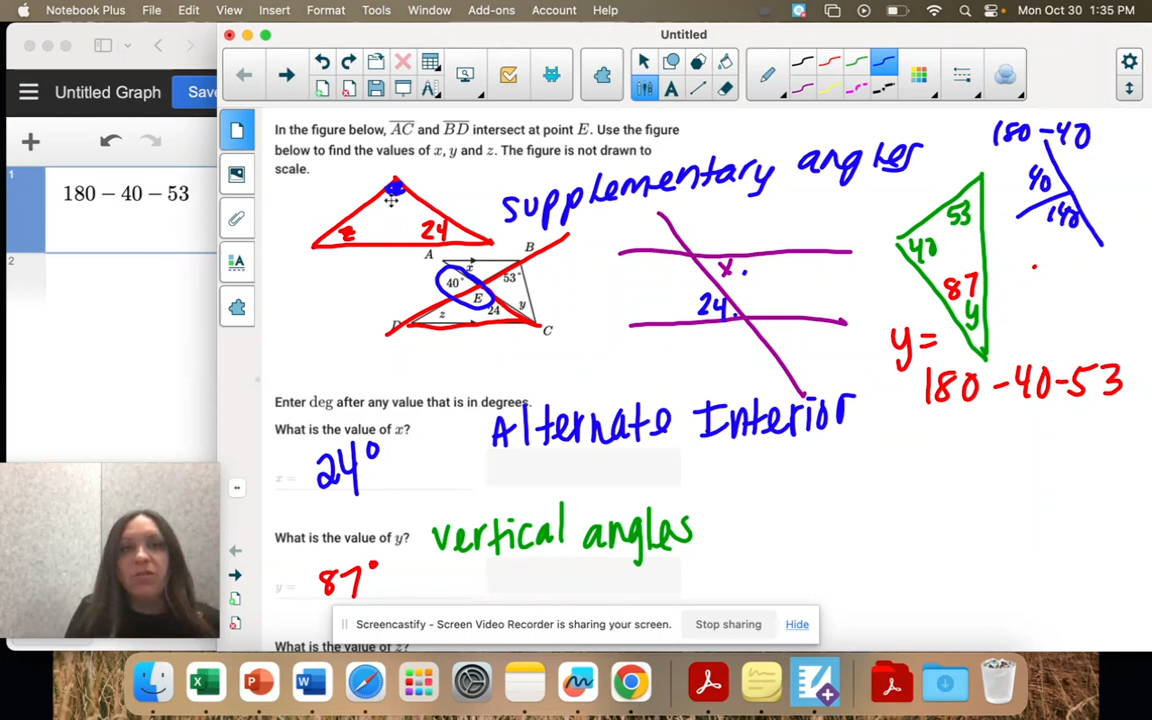 Notebook Plus File Edit View Insert Format Tools Window Add-ons Account Help Mon Oct 30 1:35 PM
Untitled
Untitled Graph Save
In the figure below, AC and BD intersect at point E. Use the figure
below to find the values of x, y and z. The figure is not drawn to
scale.
1
180 − 40 − 53
2
supplementary angles
180 - 40
40
140
z 24
A B
x
40° 53°
E
24 y
z
D C
x
24
53
40
87
y
y =
180 - 40 - 53
Enter deg after any value that is in degrees.
Alternate Interior
What is the value of x?
x = 24°
What is the value of y?
vertical angles
y = 87°
Screencastify - Screen Video Recorder is sharing your screen. Stop sharing Hide
What is the value of z?